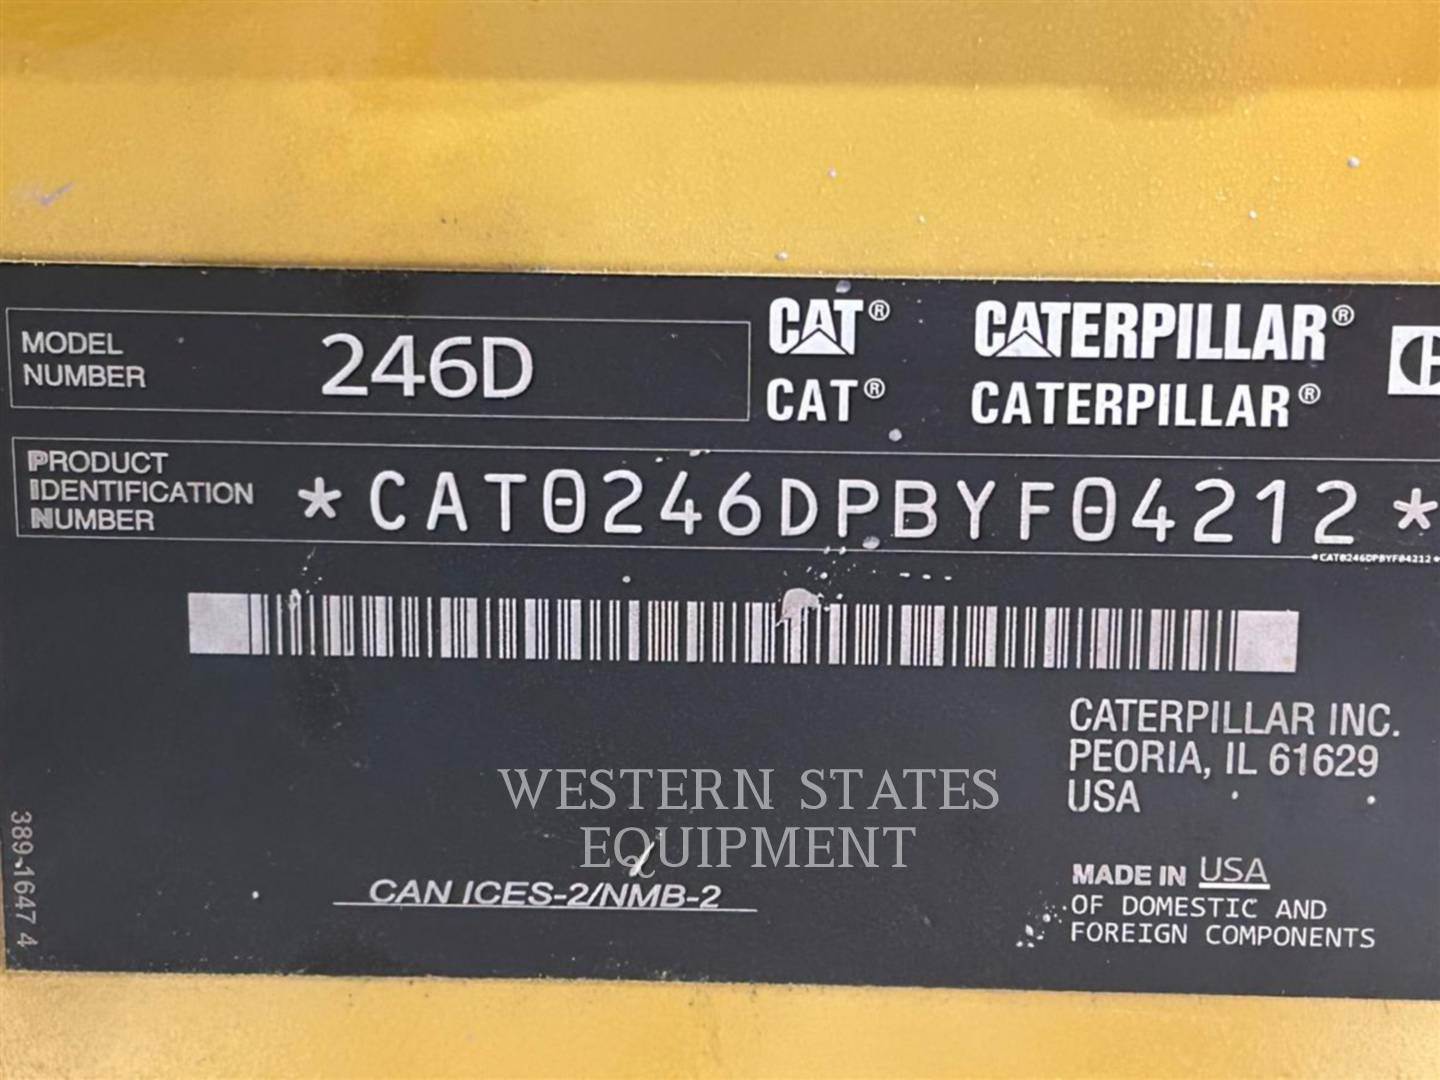 MODEL
NUMBER
246D
CAT® CATERPILLAR®
CAT® CATERPILLAR®
PRODUCT
IDENTIFICATION
NUMBER
*CAT0246DPBYF04212*
*CAT0246DPBYF04212*
CATERPILLAR INC.
PEORIA, IL 61629
USA
WESTERN STATES
EQUIPMENT
CAN ICES-2/NMB-2
MADE IN USA
OF DOMESTIC AND
FOREIGN COMPONENTS
389-1647 4